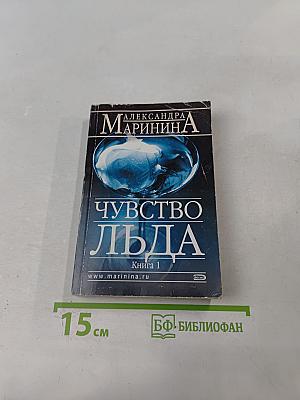 АЛЕКСАНДРА
МАРИНИНА
ЧУВСТВО
ЛЬДА
Книга 1
www.marinina.ru
15 см
БФ БИБЛИОФАН